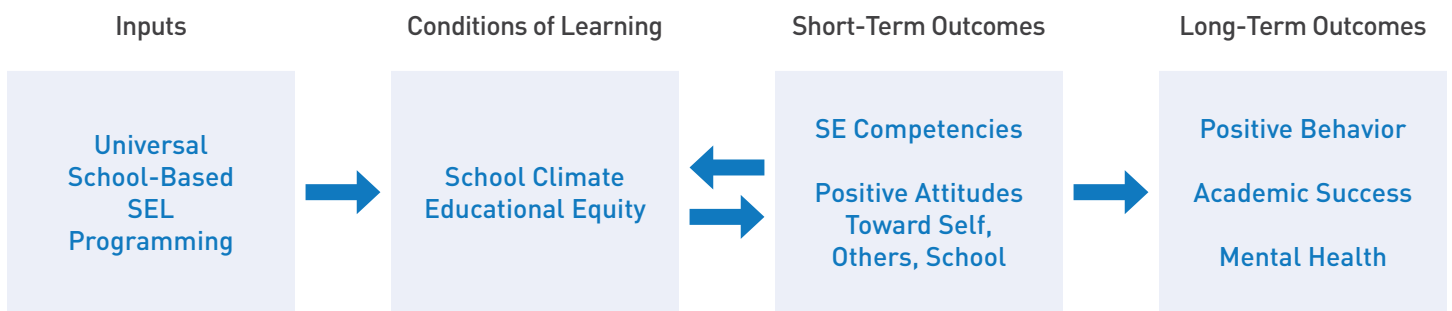 Inputs
Conditions of Learning
Short-Term Outcomes
Long-Term Outcomes
Universal
School-Based
SEL
Programming
School Climate
Educational Equity
SE Competencies
Positive Attitudes
Toward Self,
Others, School
Positive Behavior
Academic Success
Mental Health